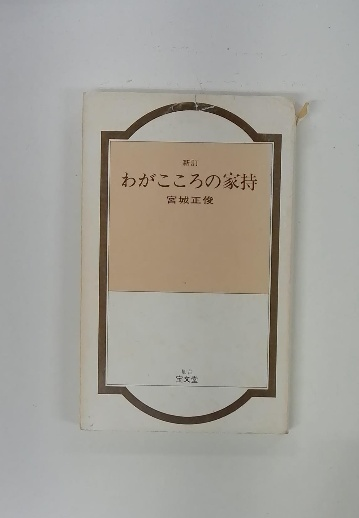 新訂
わがこころの家持
宮城正俊
宝文堂